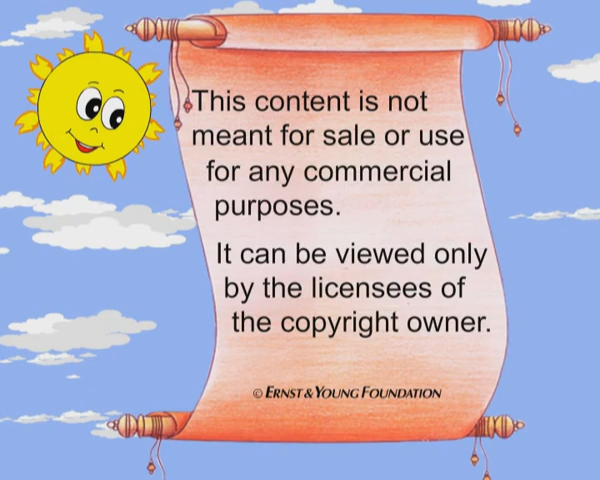 This content is not
meant for sale or use
for any commercial
purposes.
It can be viewed only
by the licensees of
the copyright owner.
© ERNST & YOUNG FOUNDATION